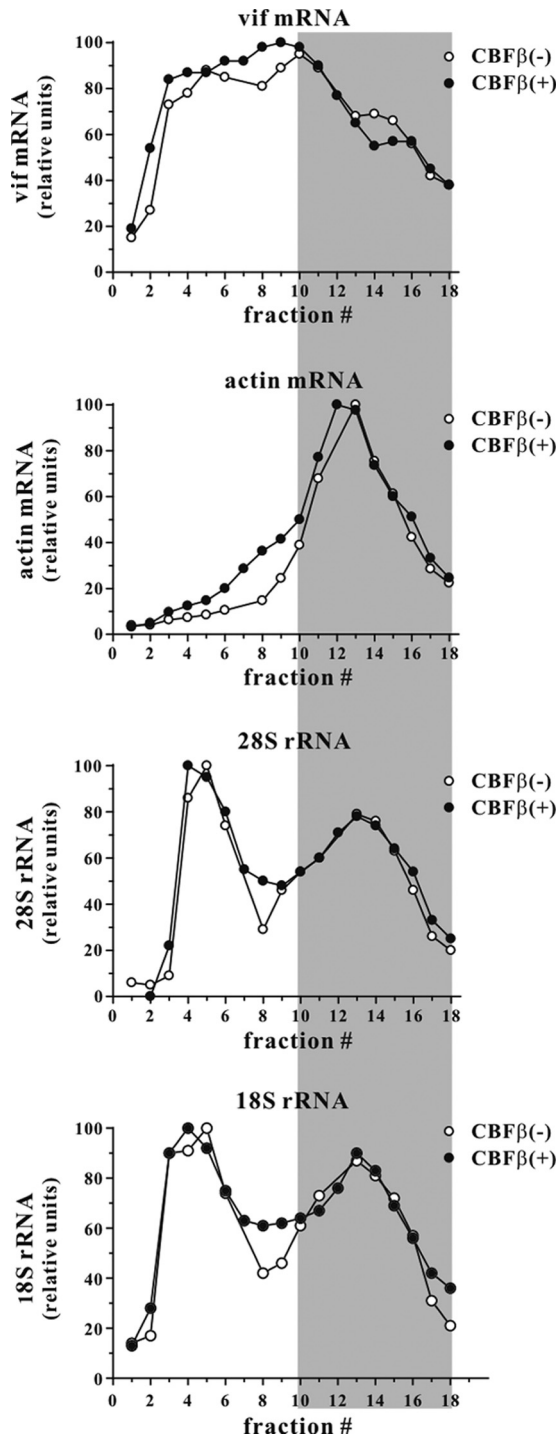 vif mRNA
CBFβ(-)
CBFβ(+)
vif mRNA
(relative units)
100
80
60
40
20
0
0 2 4 6 8 10 12 14 16 18
fraction #
actin mRNA
CBFβ(-)
CBFβ(+)
actin mRNA
(relative units)
100
80
60
40
20
0
0 2 4 6 8 10 12 14 16 18
fraction #
28S rRNA
CBFβ(-)
CBFβ(+)
28S rRNA
(relative units)
100
80
60
40
20
0
0 2 4 6 8 10 12 14 16 18
fraction #
18S rRNA
CBFβ(-)
CBFβ(+)
18S rRNA
(relative units)
100
80
60
40
20
0
0 2 4 6 8 10 12 14 16 18
fraction #